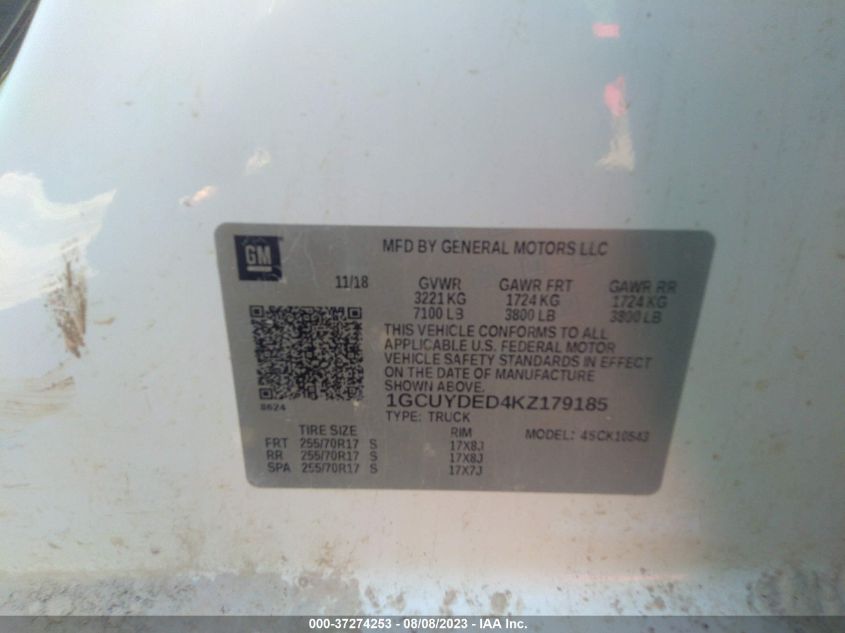 GM
MFD BY GENERAL MOTORS LLC
11/18 GVWR GAWR FRT GAWR RR
3221 KG 1724 KG 1724 KG
7100 LB 3800 LB 3800 LB
THIS VEHICLE CONFORMS TO ALL
APPLICABLE U.S. FEDERAL MOTOR
VEHICLE SAFETY STANDARDS IN EFFECT
ON THE DATE OF MANUFACTURE
SHOWN ABOVE.
8624
1GCUYDED4KZ179185
TYPE: TRUCK
TIRE SIZE RIM MODEL: 4SCK10543
FRT 255/70R17 S 17X8J
RR 255/70R17 S 17X8J
SPA 255/70R17 S 17X7J
000-37274253 - 08/08/2023 - IAA Inc.